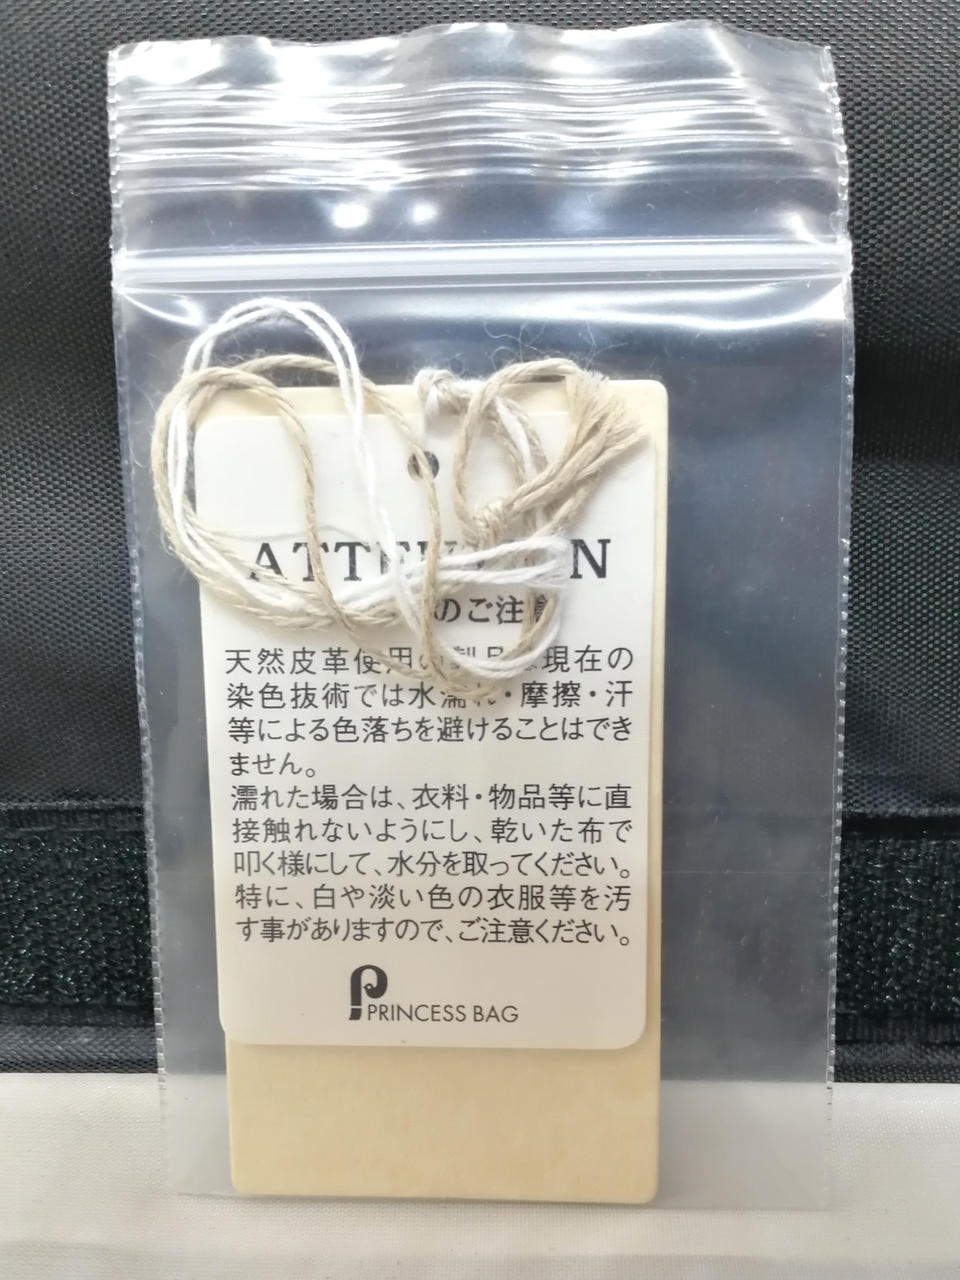 ATTENTION
のご注意
天然皮革使用の製品は現在の
染色技術では水濡れ・摩擦・汗
等による色落ちを避けることはでき
ません。
濡れた場合は、衣料・物品等に直
接触れないようにし、乾いた布で
叩く様にして、水分を取ってください。
特に、白や淡い色の衣服等を汚
す事がありますので、ご注意ください。
P
PRINCESS BAG